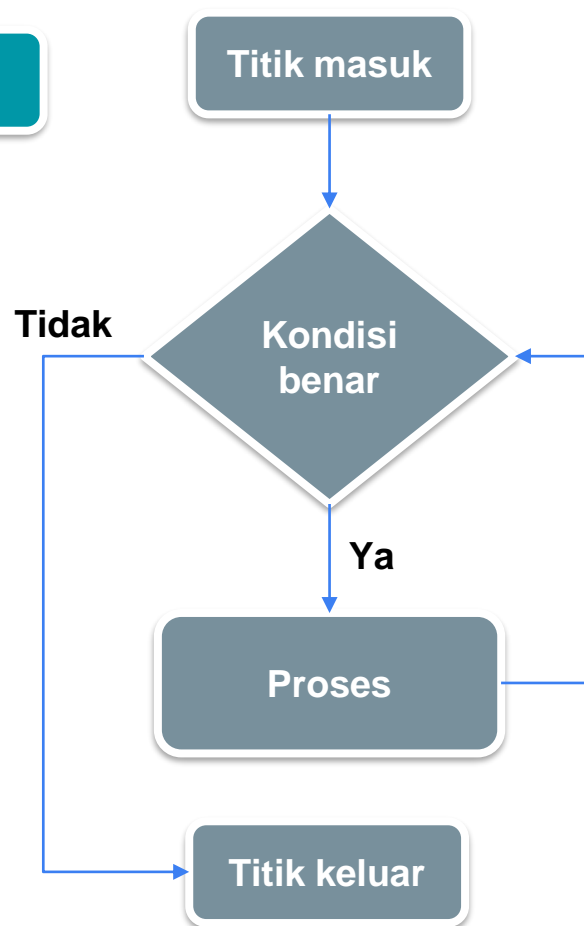 Titik masuk
Tidak
Kondisi
benar
Ya
Proses
Titik keluar